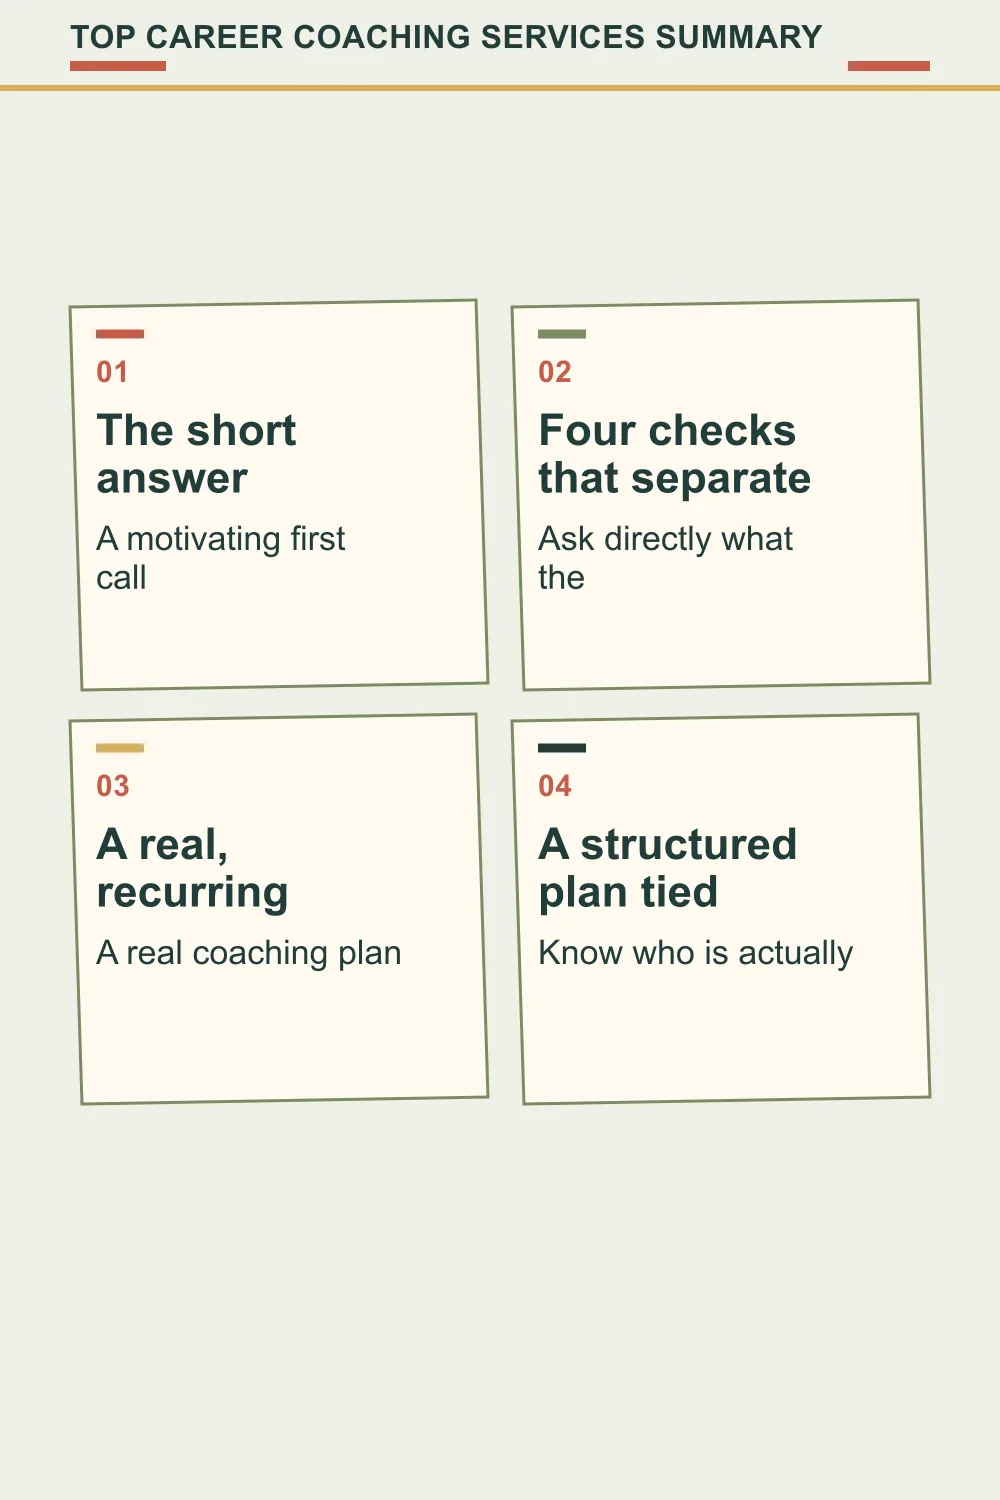 TOP CAREER COACHING SERVICES SUMMARY
01
The short
answer
A motivating first
call
02
Four checks
that separate
Ask directly what
the
03
A real,
recurring
A real coaching plan
04
A structured
plan tied
Know who is actually